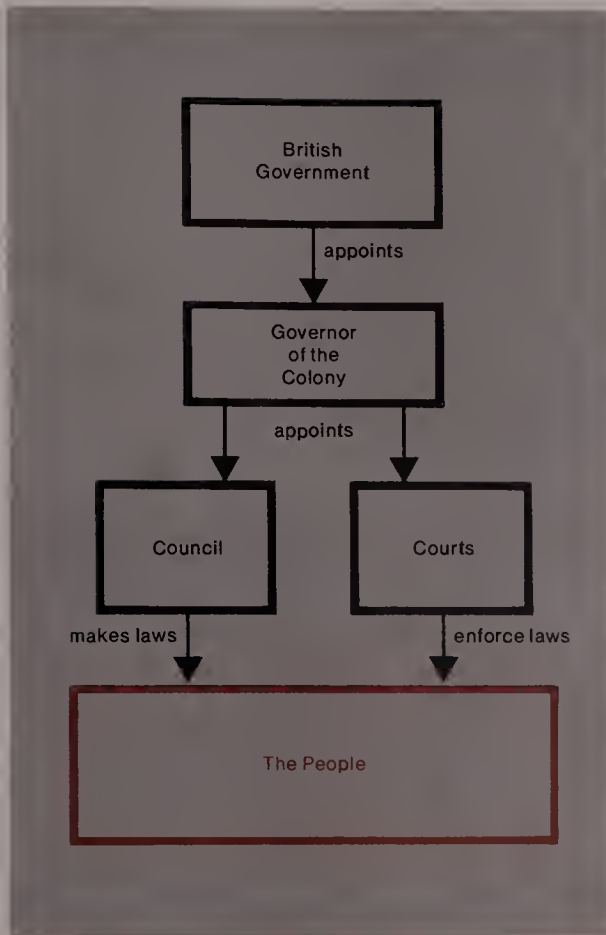 British
Government
appoints
Governor
of the
Colony
appoints
Council
Courts
makes laws
enforce laws
The People